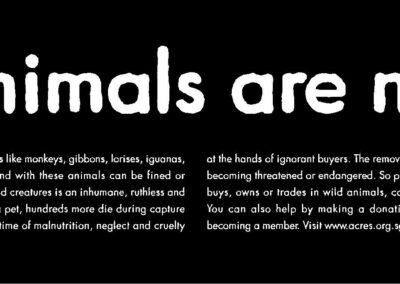 nimals are n
s like monkeys, gibbons, lorises, iguanas,
nd with these animals can be fined or
d creatures is an inhumane, ruthless and
pet, hundreds more die during capture
time of malnutrition, neglect and cruelty
at the hands of ignorant buyers. The remov
becoming threatened or endangered. So p
buys, owns or trades in wild animals, ca
You can also help by making a donati
becoming a member. Visit www.acres.org.sg